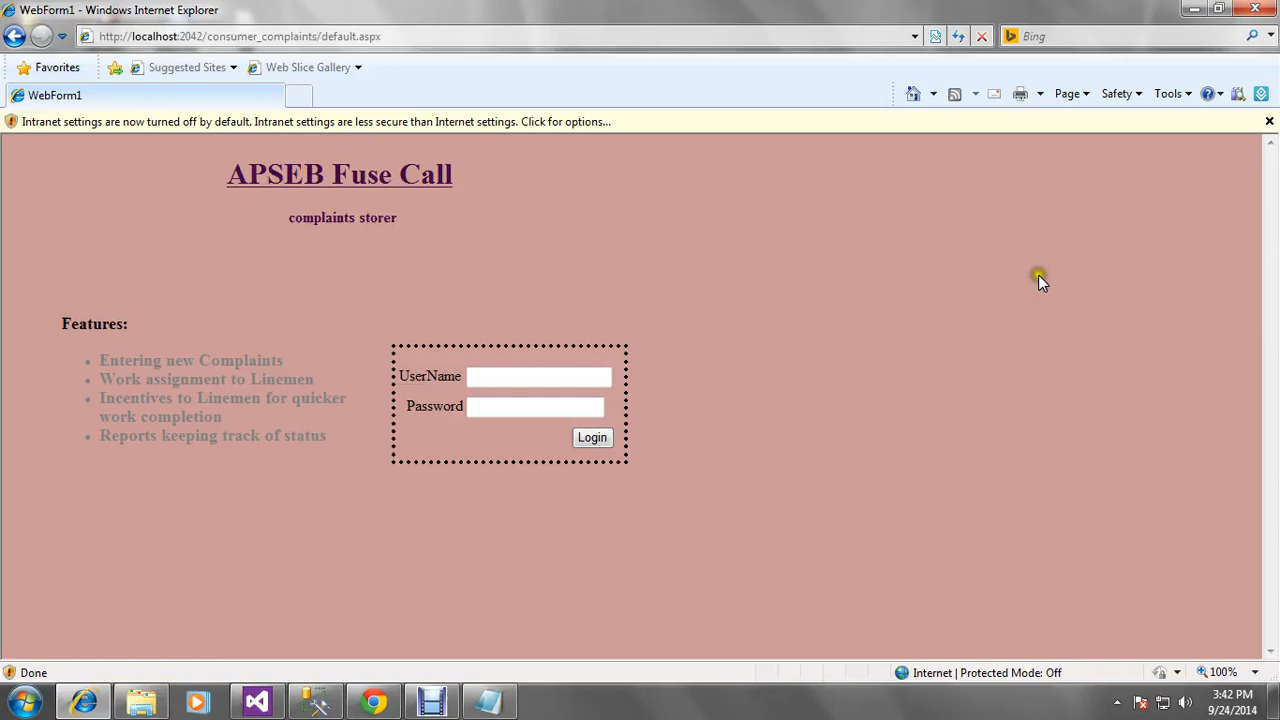 WebForm1 - Windows Internet Explorer
http://localhost:2042/consumer_complaints/default.aspx
Bing
Favorites Suggested Sites Web Slice Gallery
WebForm1 Page Safety Tools
Intranet settings are now turned off by default. Intranet settings are less secure than Internet settings. Click for options...
APSEB Fuse Call
complaints storer
Features:
Entering new Complaints
Work assignment to Linemen
Incentives to Linemen for quicker
work completion
Reports keeping track of status
UserName
Password
Login
Done Internet | Protected Mode: Off 100%
3:42 PM
9/24/2014